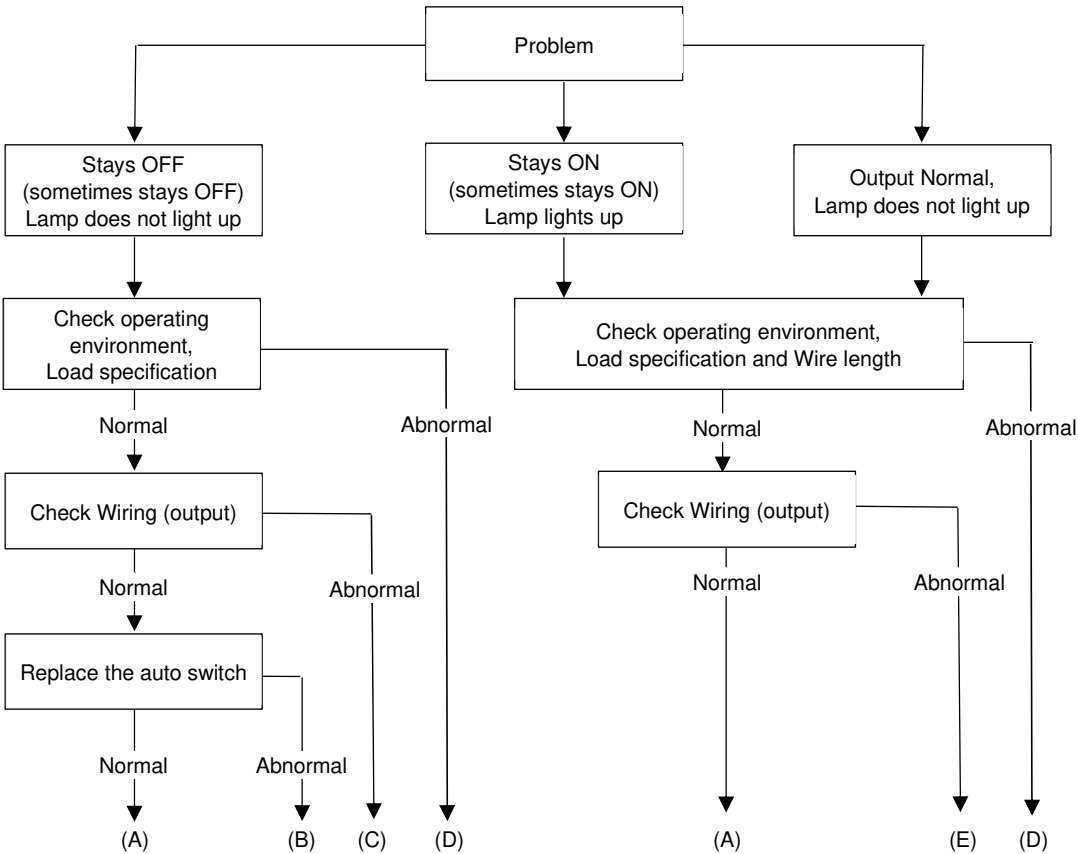 Problem
Stays OFF
(sometimes stays OFF)
Lamp does not light up
Stays ON
(sometimes stays ON)
Lamp lights up
Output Normal,
Lamp does not light up
Check operating
environment,
Load specification
Check operating environment,
Load specification and Wire length
Normal
Abnormal
Normal
Abnormal
Check Wiring (output)
Check Wiring (output)
Normal
Abnormal
Normal
Abnormal
Replace the auto switch
Normal
Abnormal
(A)
(B)
(C)
(D)
(A)
(E)
(D)